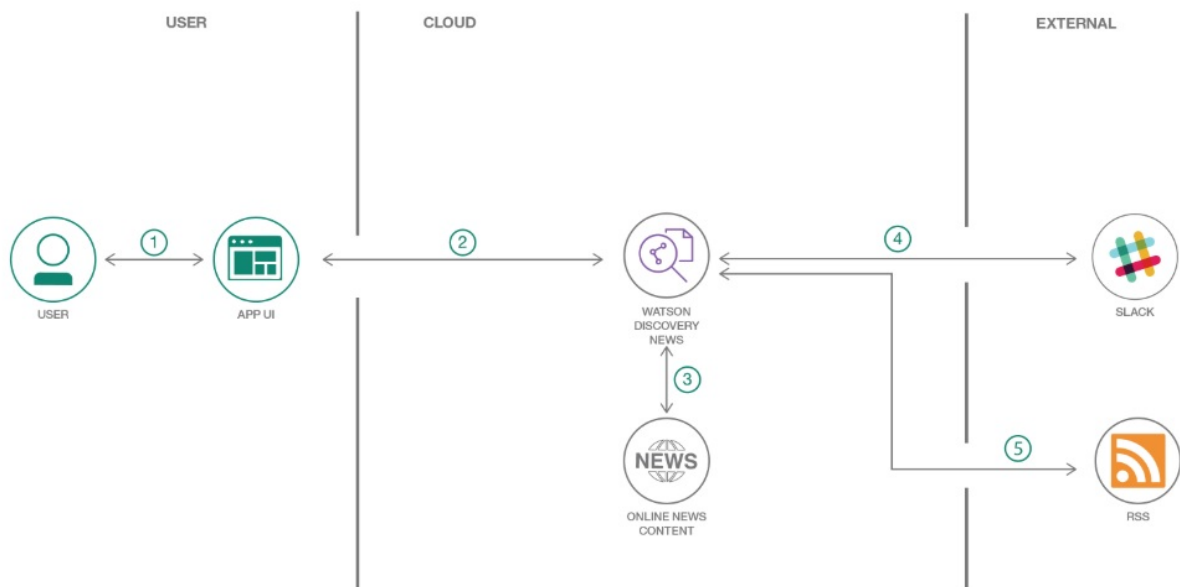 USER
CLOUD
EXTERNAL
1
2
4
USER
APP UI
WATSON
DISCOVERY
NEWS
SLACK
3
NEWS
5
ONLINE NEWS
CONTENT
RSS